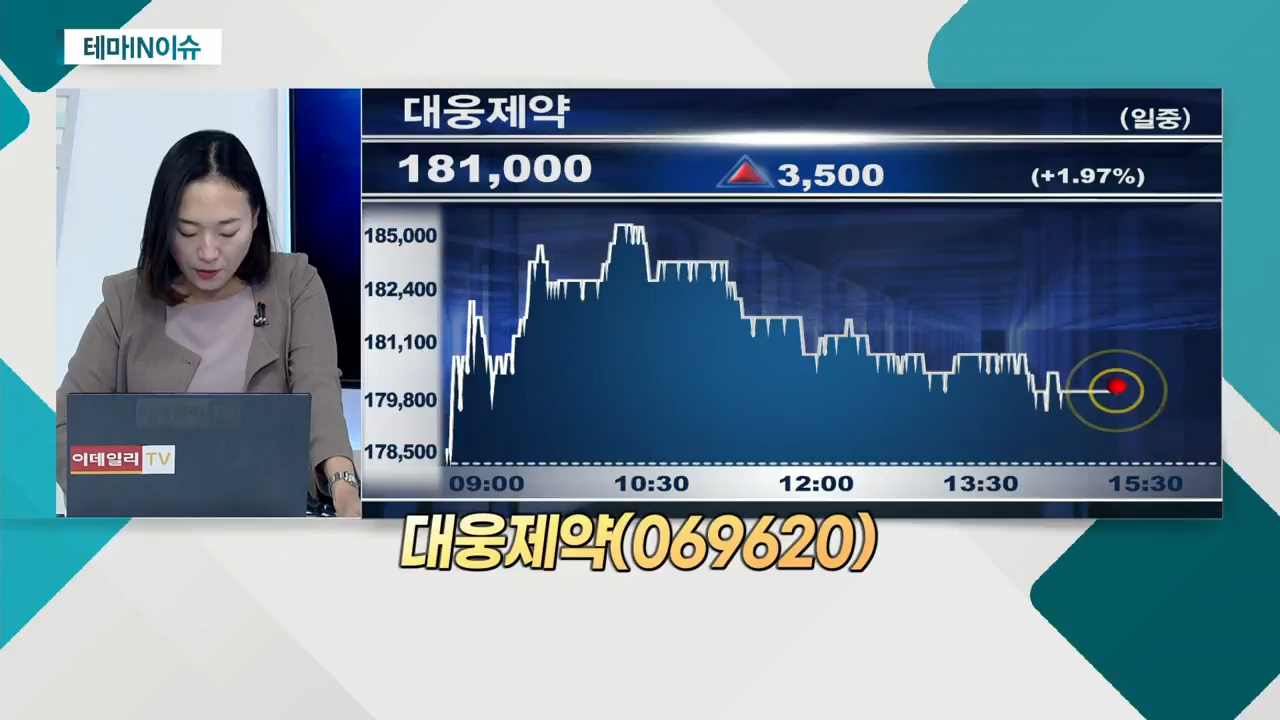 테마IN이슈
대웅제약
(일중)
181,000 3,500 (+1.97%)
185,000
182,400
181,100
179,800
178,500
09:00 10:30 12:00 13:30 15:30
이데일리TV
대웅제약(069620)